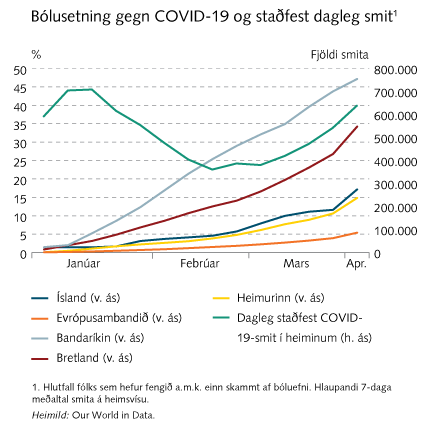 Bólusetning gegn COVID-19 og staðfest dagleg smit¹
% Fjöldi smita
50 800.000
45 700.000
40 600.000
35 500.000
30
25 400.000
20 300.000
15 200.000
10
5 100.000
0 0
Janúar Febrúar Mars Apr.
Ísland (v. ás) Heimurinn (v. ás)
Evrópusambandið (v. ás) Dagleg staðfest COVID-
Bandaríkin (v. ás) 19-smit í heiminum (h. ás)
Bretland (v. ás)
1. Hlutfall fólks sem hefur fengið a.m.k. einn skammt af bóluefni. Hlaupandi 7-daga
meðaltal smita á heimsvísu.
Heimild: Our World in Data.